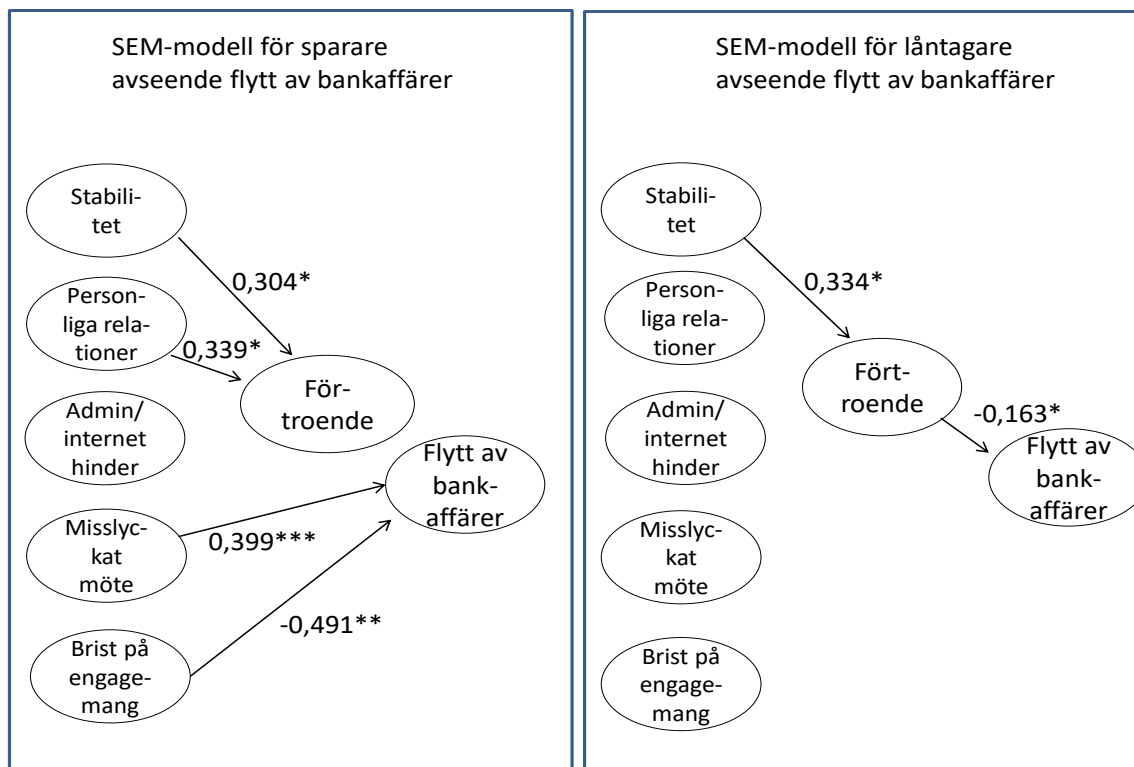 SEM-modell för sparare
avseende flytt av bankaffärer
Stabili-
tet
0,304*
Person-
liga rela-
tioner
0,339*
För-
troende
Admin/
internet
hinder
Flytt av
bank-
affärer
Misslyc-
kat
möte
0,399***
-0,491**
Brist på
engage-
mang
SEM-modell för låntagare
avseende flytt av bankaffärer
Stabili-
tet
0,334*
Person-
liga rela-
tioner
Fört-
roende
-0,163*
Admin/
internet
hinder
Flytt av
bank-
affärer
Misslyc-
kat
möte
Brist på
engage-
mang